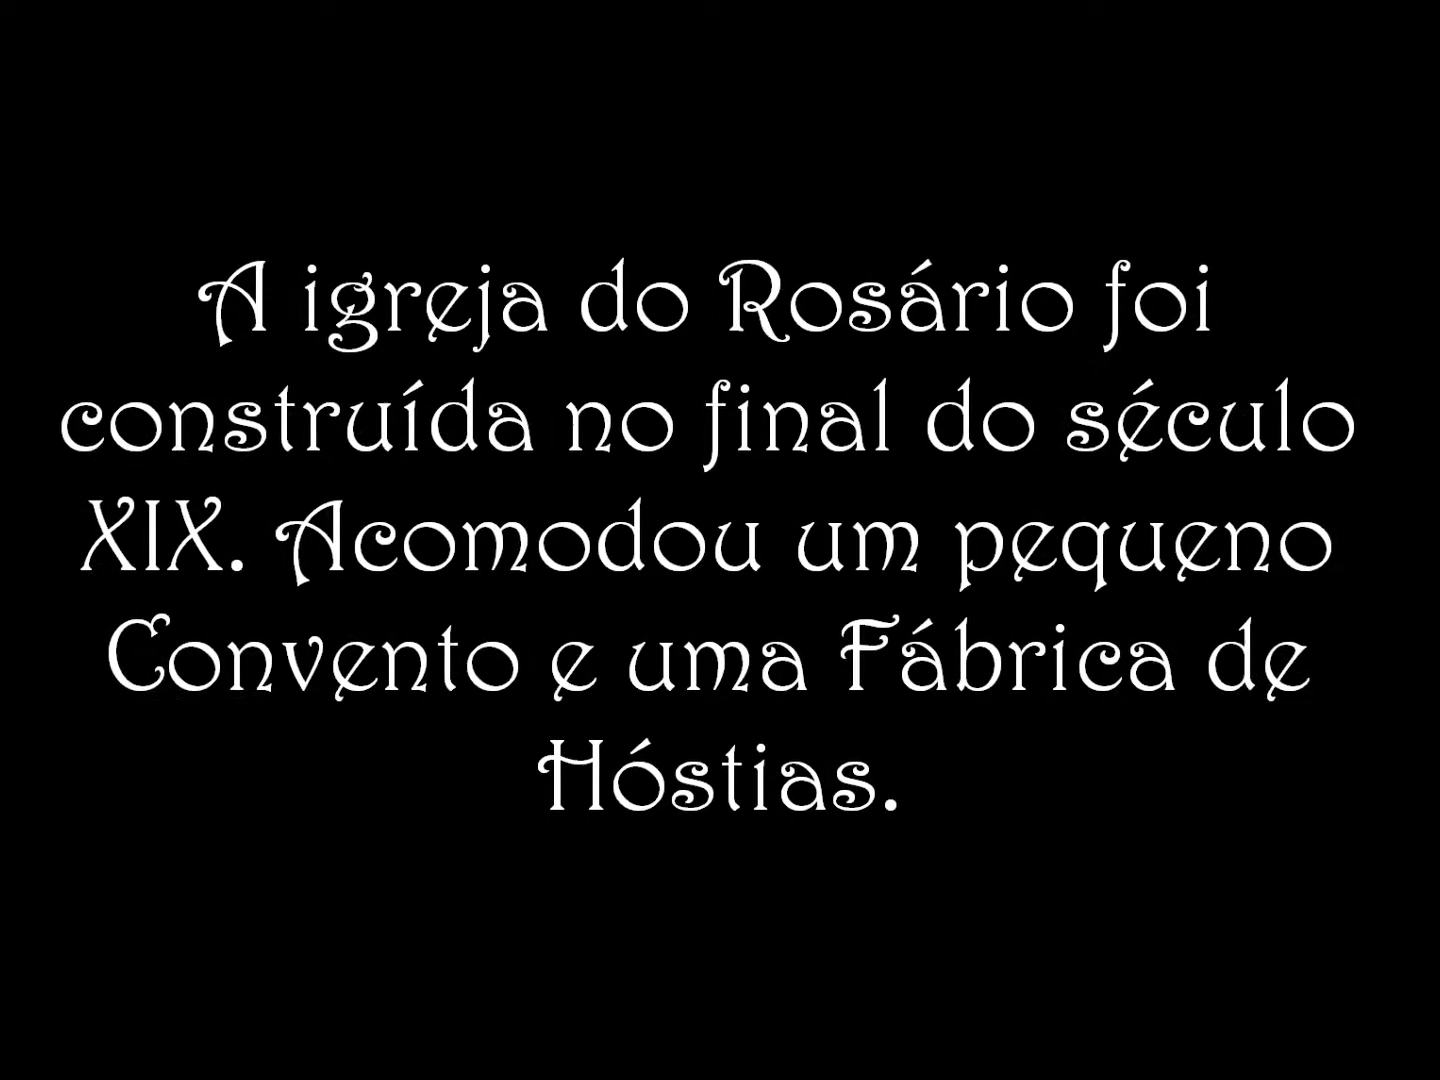 A igreja do Rosário foi
construída no final do século
XIX. Acomodou um pequeno
Convento e uma Fábrica de
Hóstias.